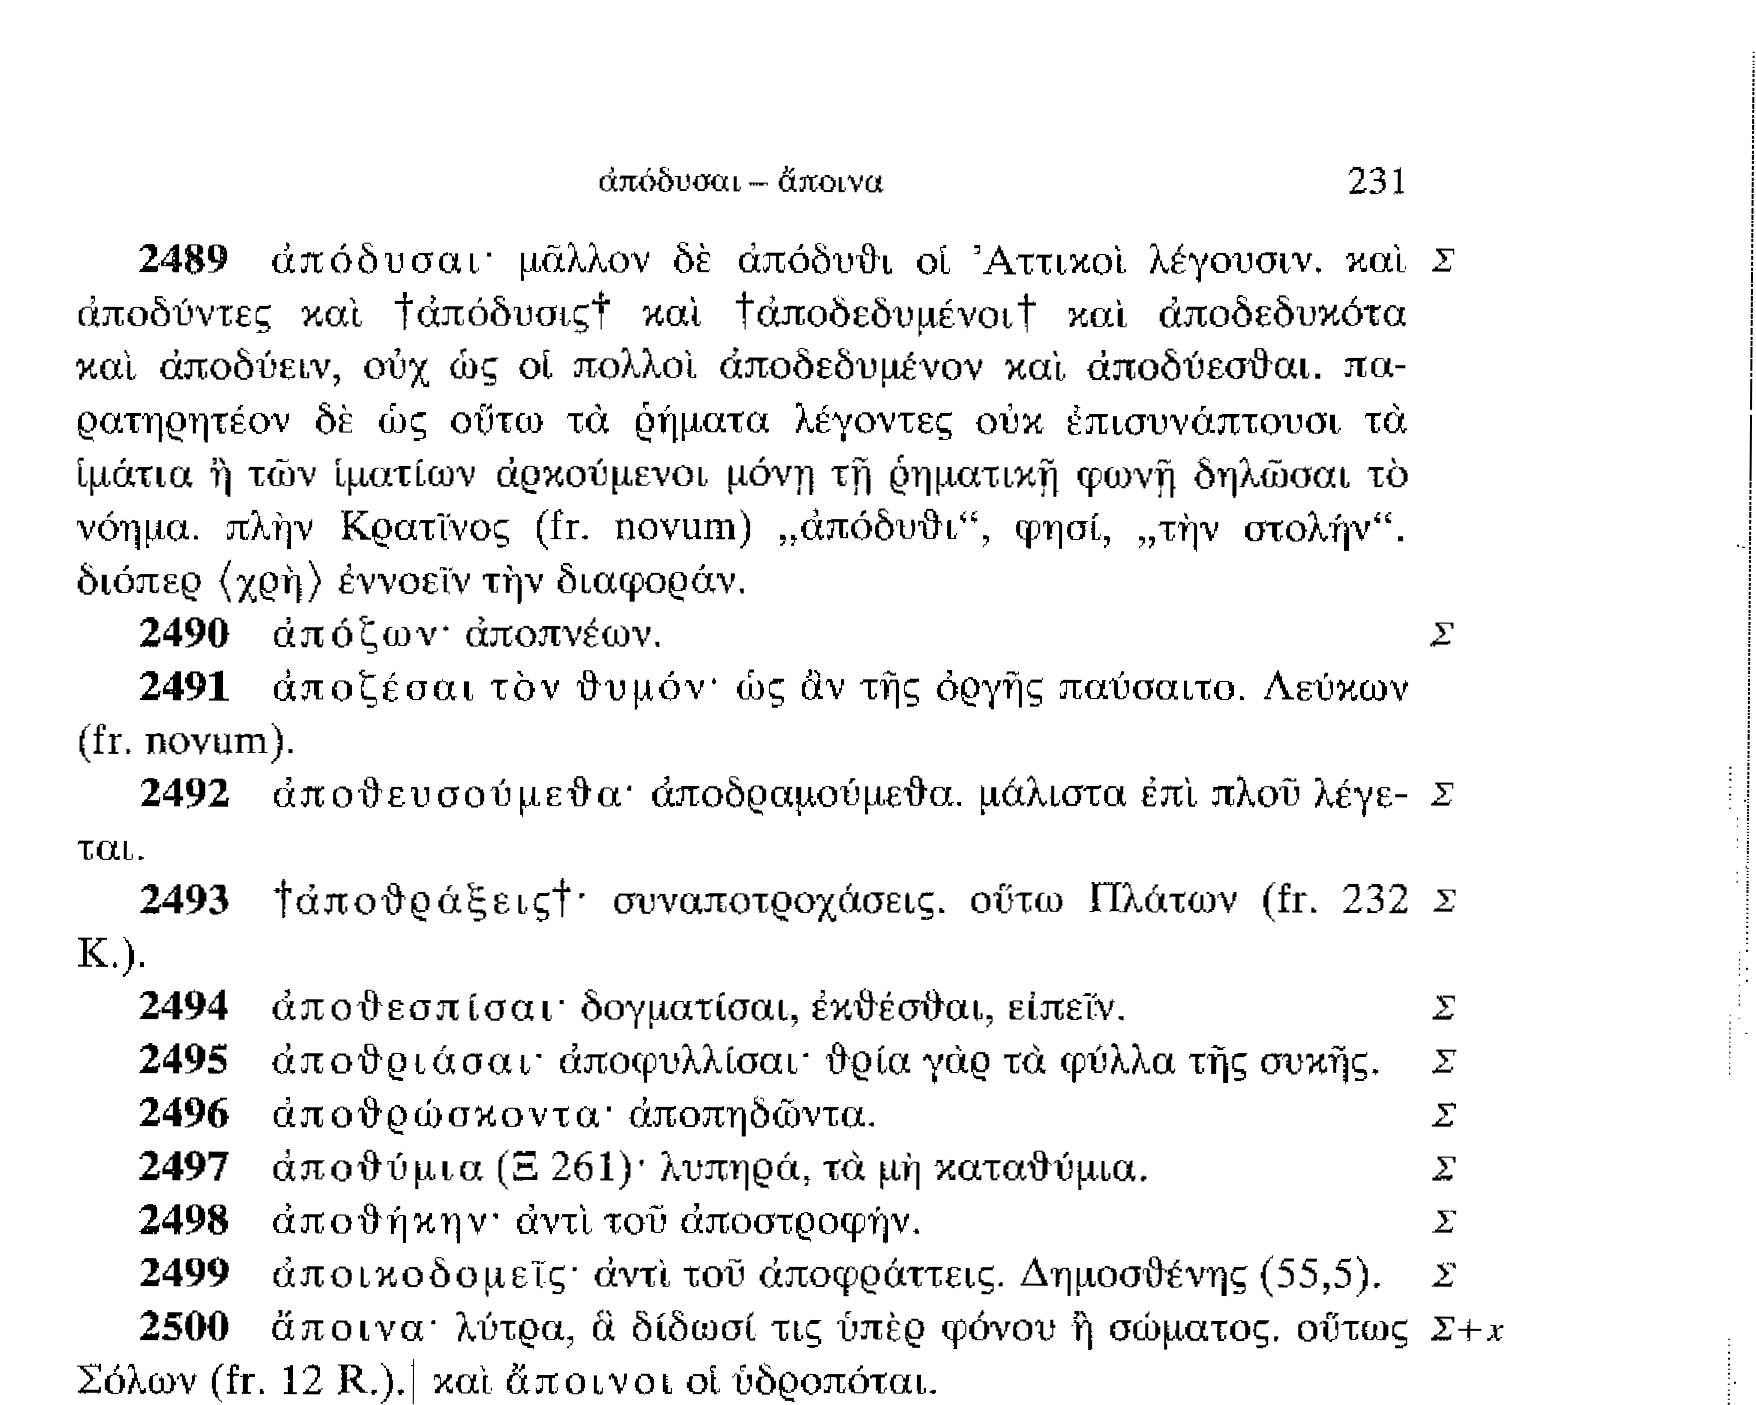 ἀπόδυσαι – ἄποινα 231
2489 ἀπόδυσαι· μᾶλλον δὲ ἀπόδυθι οἱ Ἀττικοὶ λέγουσιν. καὶ Σ
ἀποδύντες καὶ †ἀπόδυσις† καὶ †ἀποδεδυμένοι† καὶ ἀποδεδυκότα
καὶ ἀποδύειν, οὐχ ὡς οἱ πολλοὶ ἀποδεδυμένον καὶ ἀποδύεσθαι. πα-
ρατηρητέον δὲ ὡς οὕτω τὰ ῥήματα λέγοντες οὐκ ἐπισυνάπτουσι τὰ
ἱμάτια ἢ τῶν ἱματίων ἀρκούμενοι μόνῃ τῇ ῥηματικῇ φωνῇ δηλῶσαι τὸ
νόημα. πλὴν Κρατῖνος (fr. novum) „ἀπόδυθι“, φησί, „τὴν στολήν“.
διόπερ ⟨χρὴ⟩ ἐννοεῖν τὴν διαφοράν.
2490 ἀπόζων· ἀποπνέων. Σ
2491 ἀποζέσαι τὸν θυμόν· ὡς ἂν τῆς ὀργῆς παύσαιτο. Λεύκων
(fr. novum).
2492 ἀποθευσούμεθα· ἀποδραμούμεθα. μάλιστα ἐπὶ πλοῦ λέγε- Σ
ται.
2493 †ἀποθράξεις†· συναποτροχάσεις. οὕτω Πλάτων (fr. 232 Σ
K.).
2494 ἀποθεσπίσαι· δογματίσαι, ἐκθέσθαι, εἰπεῖν. Σ
2495 ἀποθριάσαι· ἀποφυλλίσαι· θρία γὰρ τὰ φύλλα τῆς συκῆς. Σ
2496 ἀποθρώσκοντα· ἀποπηδῶντα. Σ
2497 ἀποθύμια (Ξ 261)· λυπηρά, τὰ μὴ καταθύμια. Σ
2498 ἀποθήκην· ἀντὶ τοῦ ἀποστροφήν. Σ
2499 ἀποικοδομεῖς· ἀντὶ τοῦ ἀποφράττεις. Δημοσθένης (55,5). Σ
2500 ἄποινα· λύτρα, ἃ δίδωσί τις ὑπὲρ φόνου ἢ σώματος. οὕτως Σ+x
Σόλων (fr. 12 R.).| καὶ ἄποινοι οἱ ὑδροπόται.